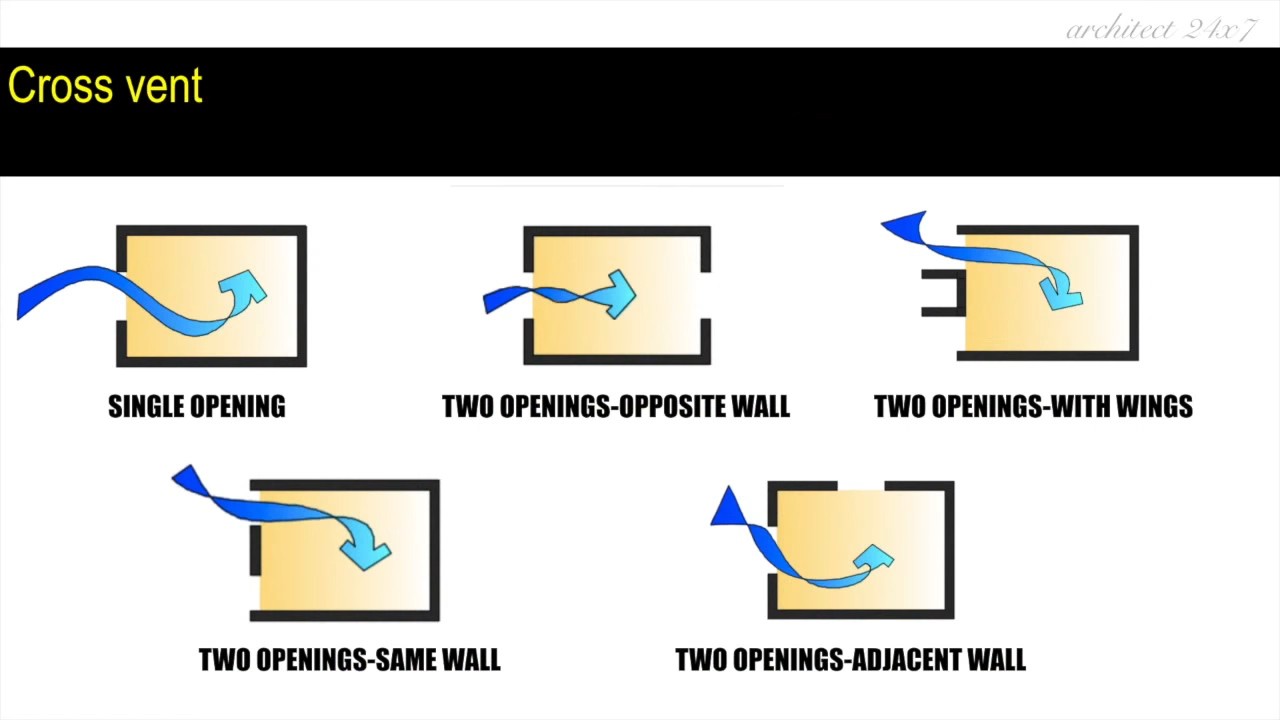 architect 24x7
Cross vent
SINGLE OPENING
TWO OPENINGS-OPPOSITE WALL
TWO OPENINGS-WITH WINGS
TWO OPENINGS-SAME WALL
TWO OPENINGS-ADJACENT WALL